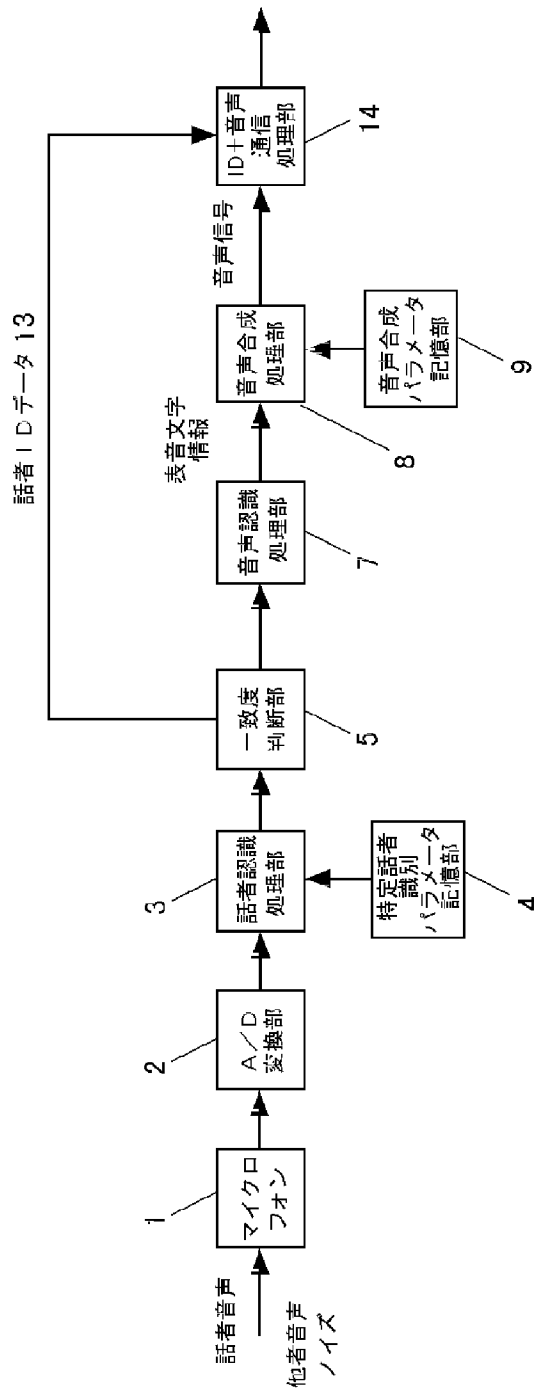 話者音声
他者音声
ノイズ
1
マイクロ
フォン
2
A/D
変換部
3
話者認識
処理部
4
特定話者
識別
パラメータ
記憶部
5
一致度
判断部
話者IDデータ 13
7
音声認識
処理部
表音文字
情報
8
音声合成
処理部
9
音声合成
パラメータ
記憶部
音声信号
ID+音声
通信
処理部
14